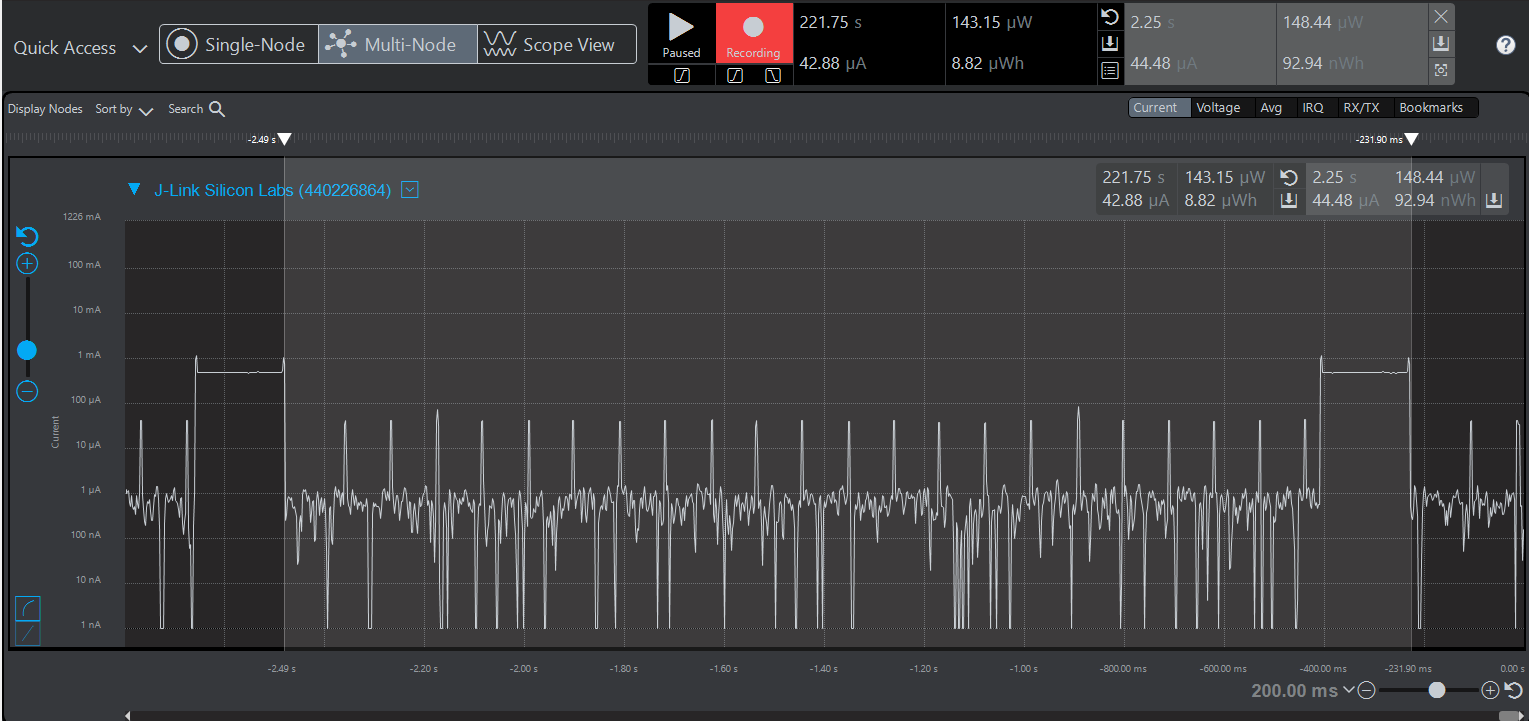 Quick Access
Single-Node
Multi-Node
Scope View
Paused
Recording
221.75 s
143.15 µW
42.88 µA
8.82 µWh
2.25 s
148.44 µW
44.48 µA
92.94 nWh
?
Display Nodes
Sort by
Search
Current
Voltage
Avg
IRQ
RX/TX
Bookmarks
-2.49 s
-231.90 ms
J-Link Silicon Labs (440226864)
221.75 s
143.15 µW
2.25 s
148.44 µW
42.88 µA
8.82 µWh
44.48 µA
92.94 nWh
1226 mA
100 mA
10 mA
1 mA
100 µA
Current
10 µA
1 µA
100 nA
10 nA
1 nA
-2.49 s
-2.20 s
-2.00 s
-1.80 s
-1.60 s
-1.40 s
-1.20 s
-1.00 s
-800.00 ms
-600.00 ms
-400.00 ms
-231.90 ms
0.00 s
200.00 ms